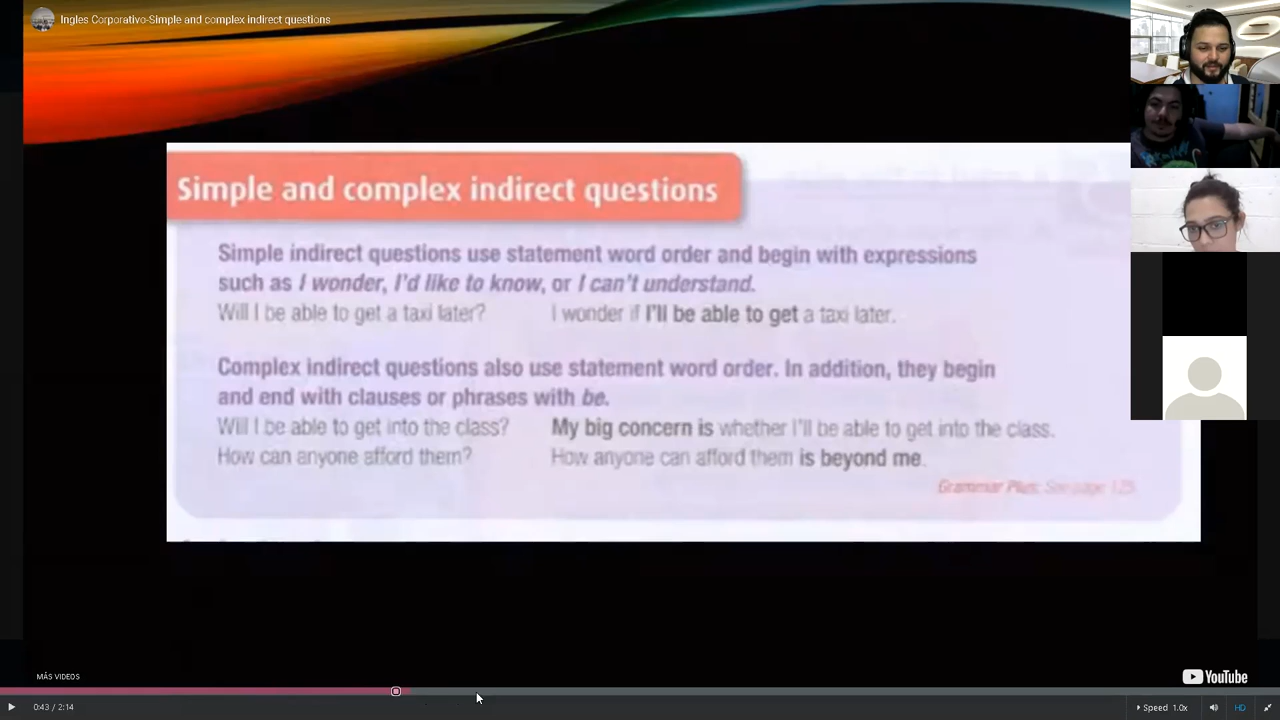 Ingles Corporativo-Simple and complex indirect questions
Simple and complex indirect questions
Simple indirect questions use statement word order and begin with expressions
such as I wonder, I'd like to know, or I can't understand.
Will I be able to get a taxi later? I wonder if I'll be able to get a taxi later.
Complex indirect questions also use statement word order. In addition, they begin
and end with clauses or phrases with be.
Will I be able to get into the class? My big concern is whether I'll be able to get into the class.
How can anyone afford them? How anyone can afford them is beyond me.
Grammar Plus: See page 125
MÁS VIDEOS
YouTube
0:43 / 2:14
Speed 1.0x
HD